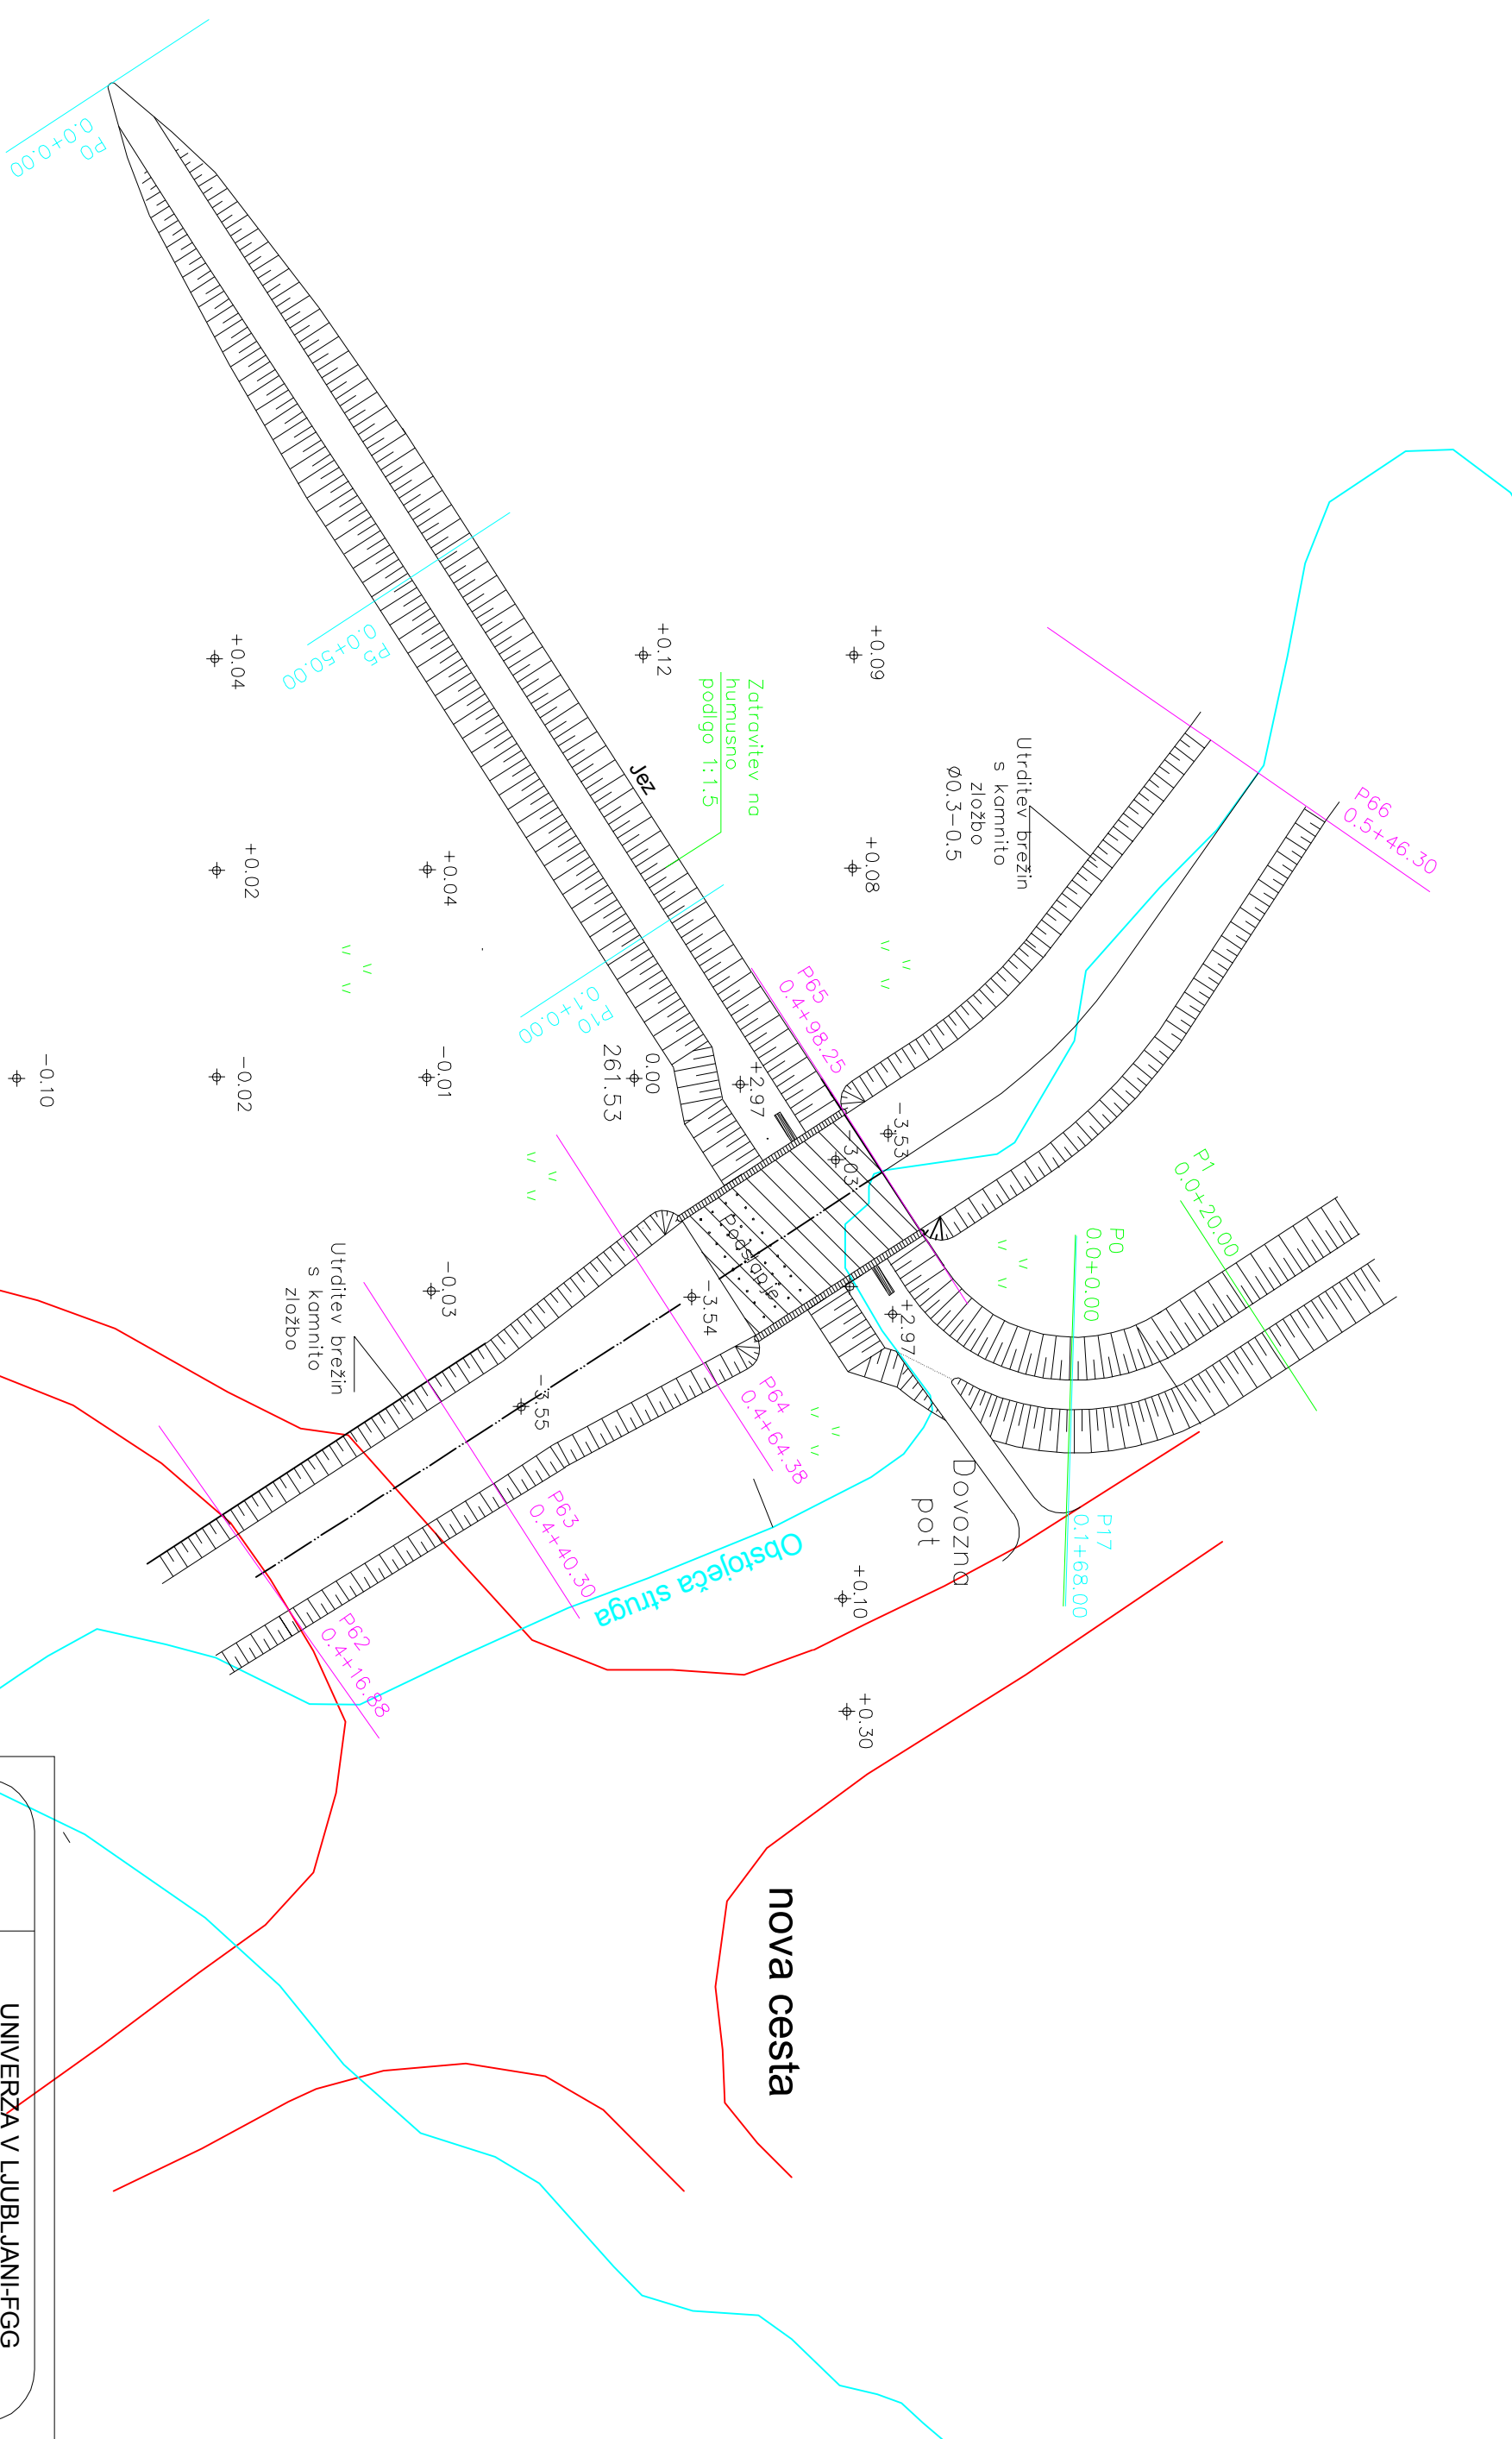 P0
0.0+0.00
P5
0.0+50.00
P10
0.1+0.00
+0.04
+0.12
+0.09
Zatravitev na
humusno
podlgo 1:1.5
Jez
Utrditev brežin
s kamnito
zložbo
Ø0.3-0.5
P66
0.5+46.30
+0.02
+0.04
+0.08
P65
0.4+98.25
-0.10
-0.02
-0.01
0.00
261.53
+2.97
-3.03
-3.53
P1
0.0+20.00
P0
0.0+0.00
Podslapje
-3.54
+2.97
-0.03
Utrditev brežin
s kamnito
zložbo
-3.55
P64
0.4+64.38
P63
0.4+40.30
P62
0.4+16.88
Dovozna
pot
P17
0.1+68.00
Obstoječa struga
+0.10
+0.30
nova cesta
UNIVERZA V LJUBLJANI-FGG